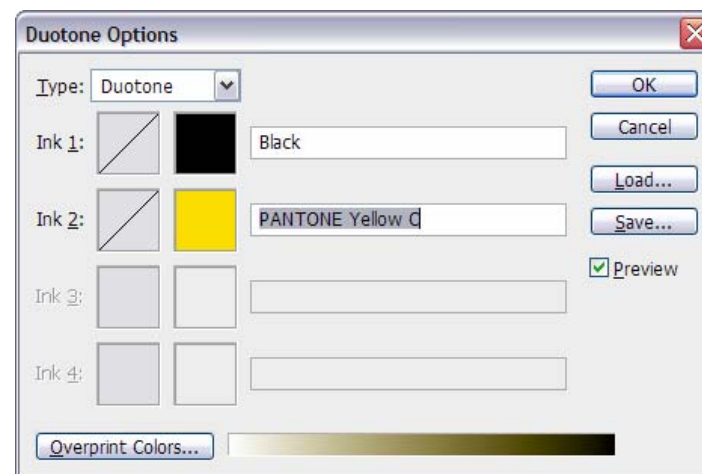 Duotone Options
Type: Duotone
OK
Cancel
Ink 1: Black
Load...
Ink 2: PANTONE Yellow C
Save...
Preview
Ink 3:
Ink 4:
Overprint Colors...